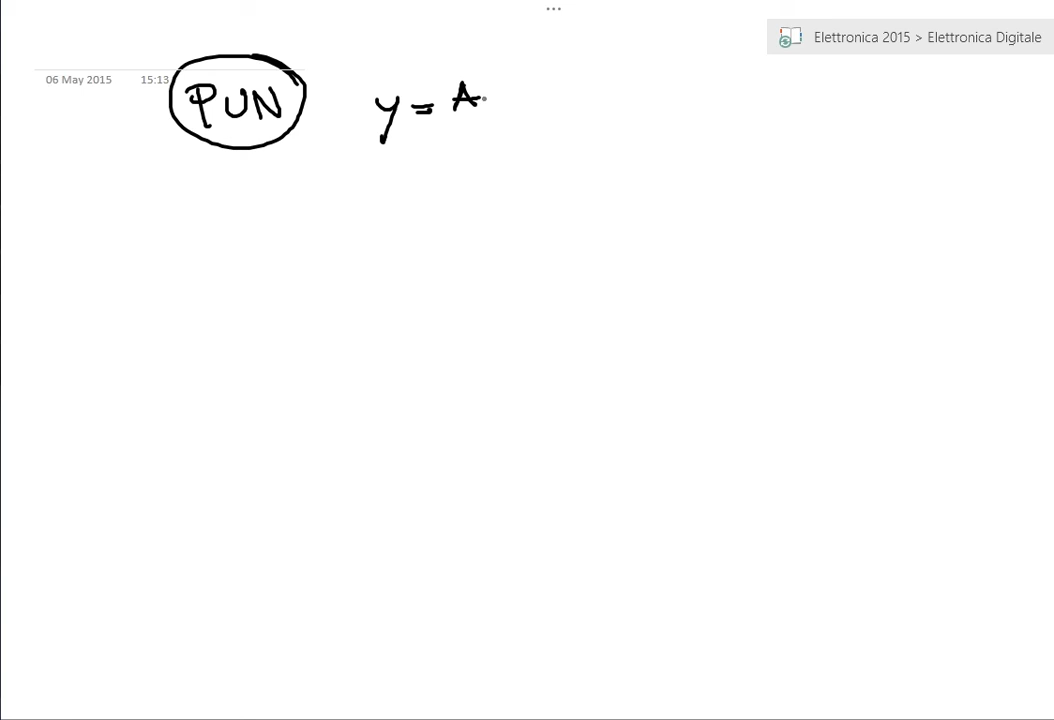 Elettronica 2015 > Elettronica Digitale
06 May 2015 15:13
PUN y = A